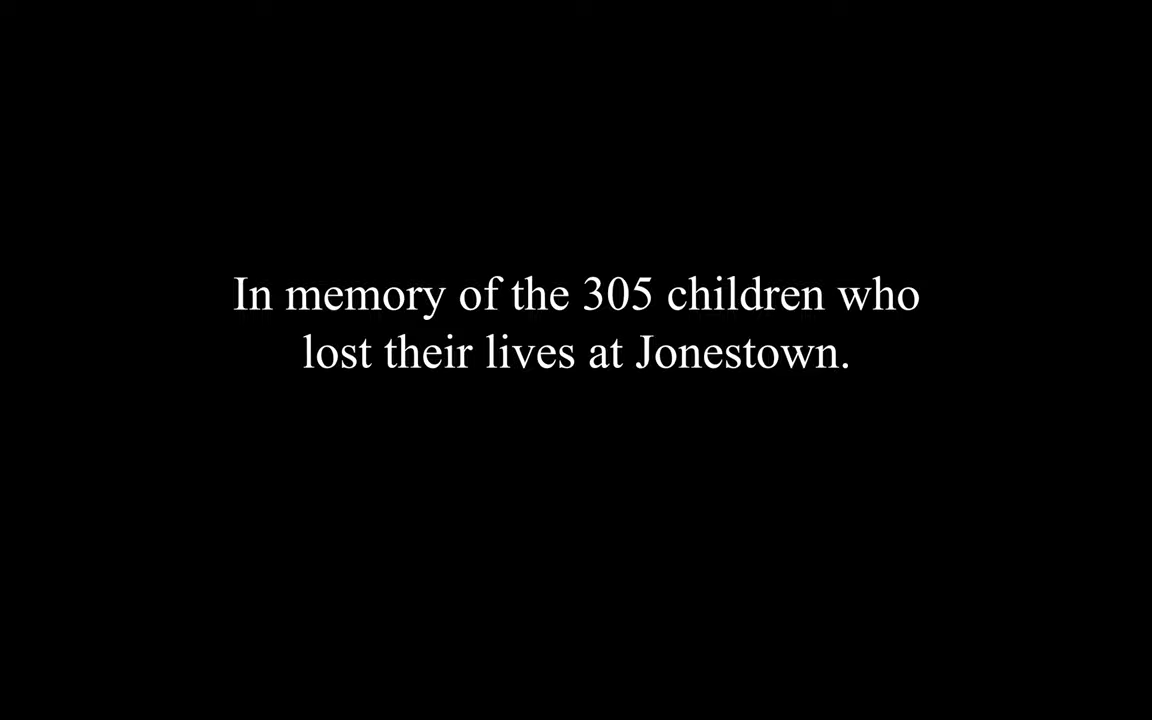 In memory of the 305 children who
lost their lives at Jonestown.